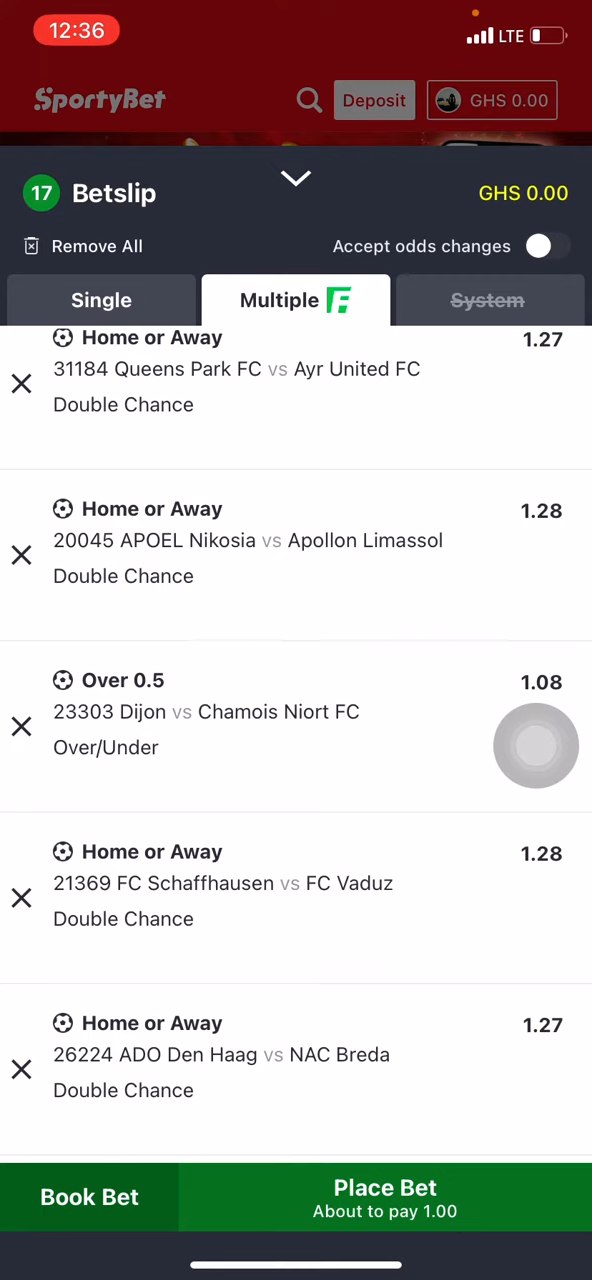 12:36
LTE
SportyBet
Deposit
GHS 0.00
17 Betslip
GHS 0.00
Remove All
Accept odds changes
Single
Multiple
System
Home or Away
1.27
31184 Queens Park FC vs Ayr United FC
Double Chance
Home or Away
1.28
20045 APOEL Nikosia vs Apollon Limassol
Double Chance
Over 0.5
1.08
23303 Dijon vs Chamois Niort FC
Over/Under
Home or Away
1.28
21369 FC Schaffhausen vs FC Vaduz
Double Chance
Home or Away
1.27
26224 ADO Den Haag vs NAC Breda
Double Chance
Book Bet
Place Bet
About to pay 1.00